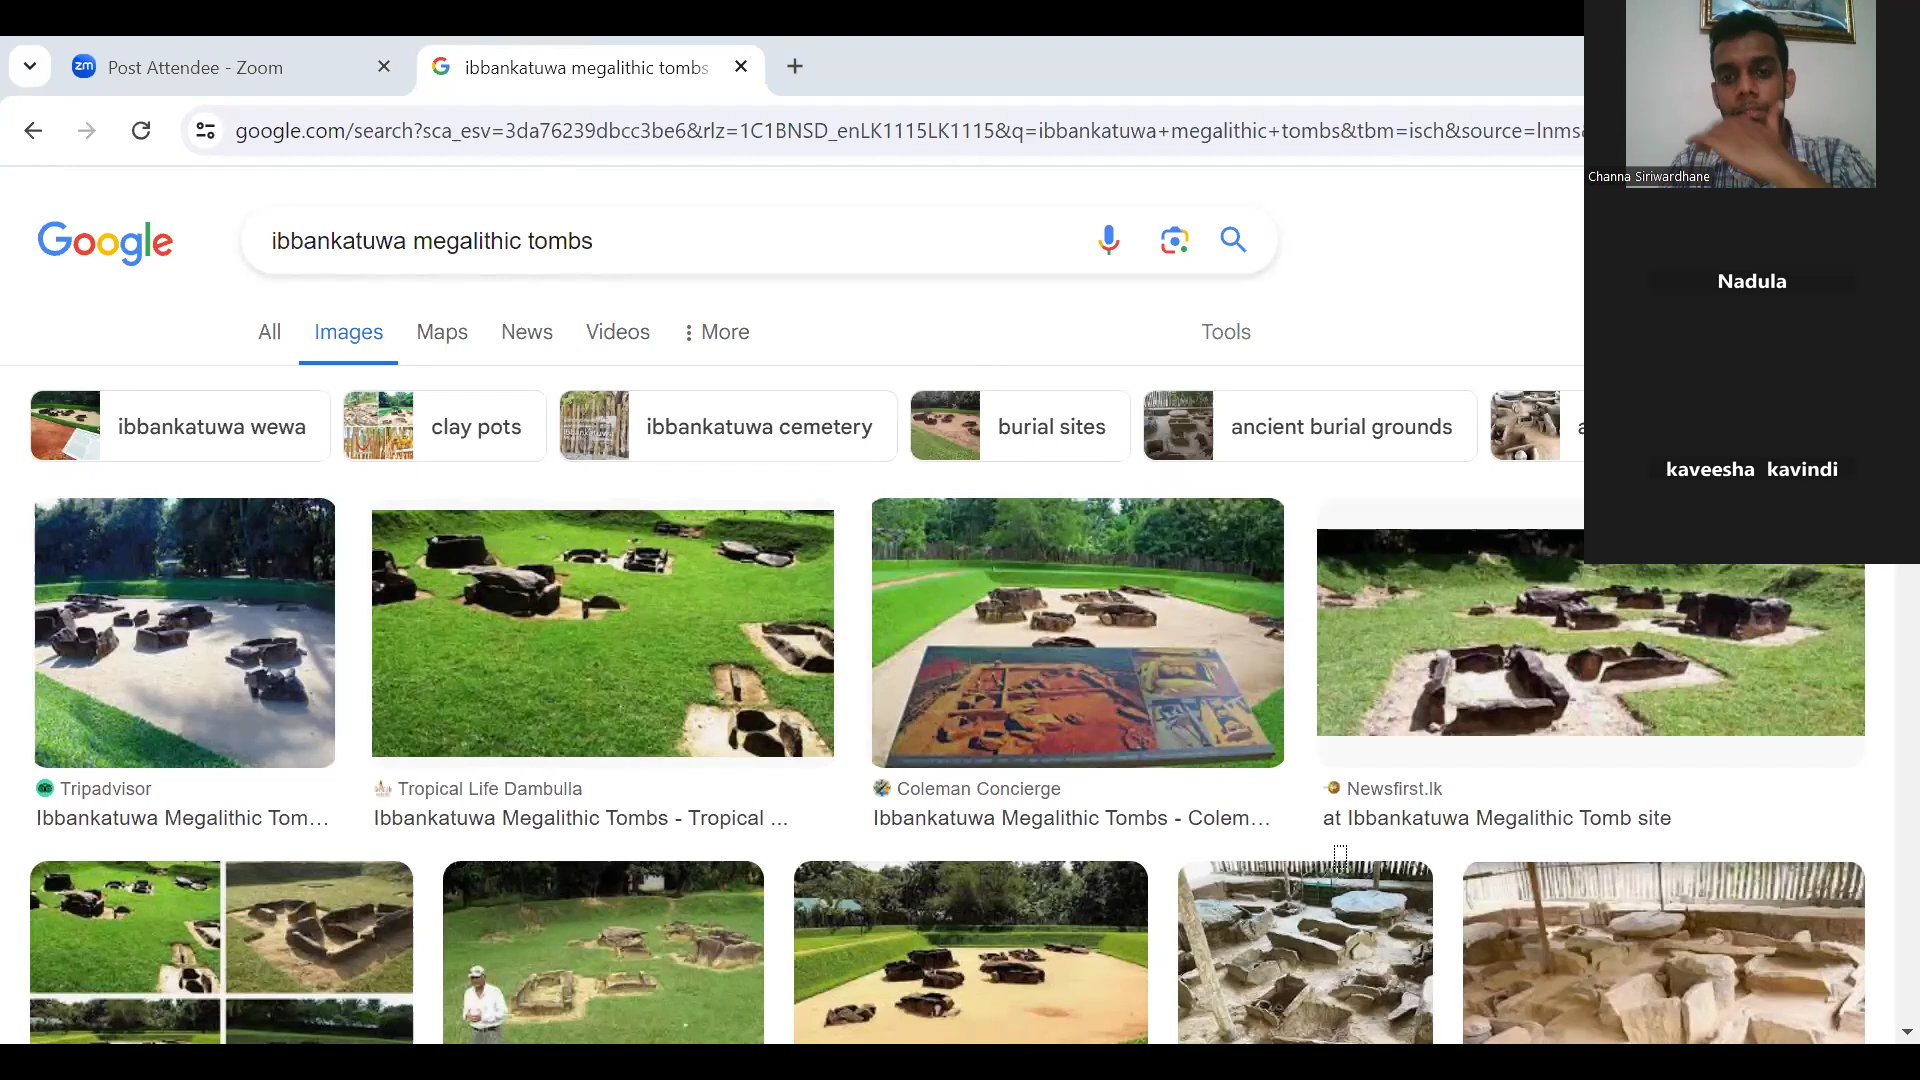 Post Attendee - Zoom
ibbankatuwa megalithic tombs
google.com/search?sca_esv=3da76239dbcc3be6&rlz=1C1BNSD_enLK1115LK1115&q=ibbankatuwa+megalithic+tombs&tbm=isch&source=lnms
Channa Siriwardhane
Google
ibbankatuwa megalithic tombs
Nadula
All Images Maps News Videos More Tools
ibbankatuwa wewa clay pots ibbankatuwa cemetery burial sites ancient burial grounds
kaveesha kavindi
Tripadvisor Tropical Life Dambulla Coleman Concierge Newsfirst.lk
Ibbankatuwa Megalithic Tom... Ibbankatuwa Megalithic Tombs - Tropical ... Ibbankatuwa Megalithic Tombs - Colem... at Ibbankatuwa Megalithic Tomb site